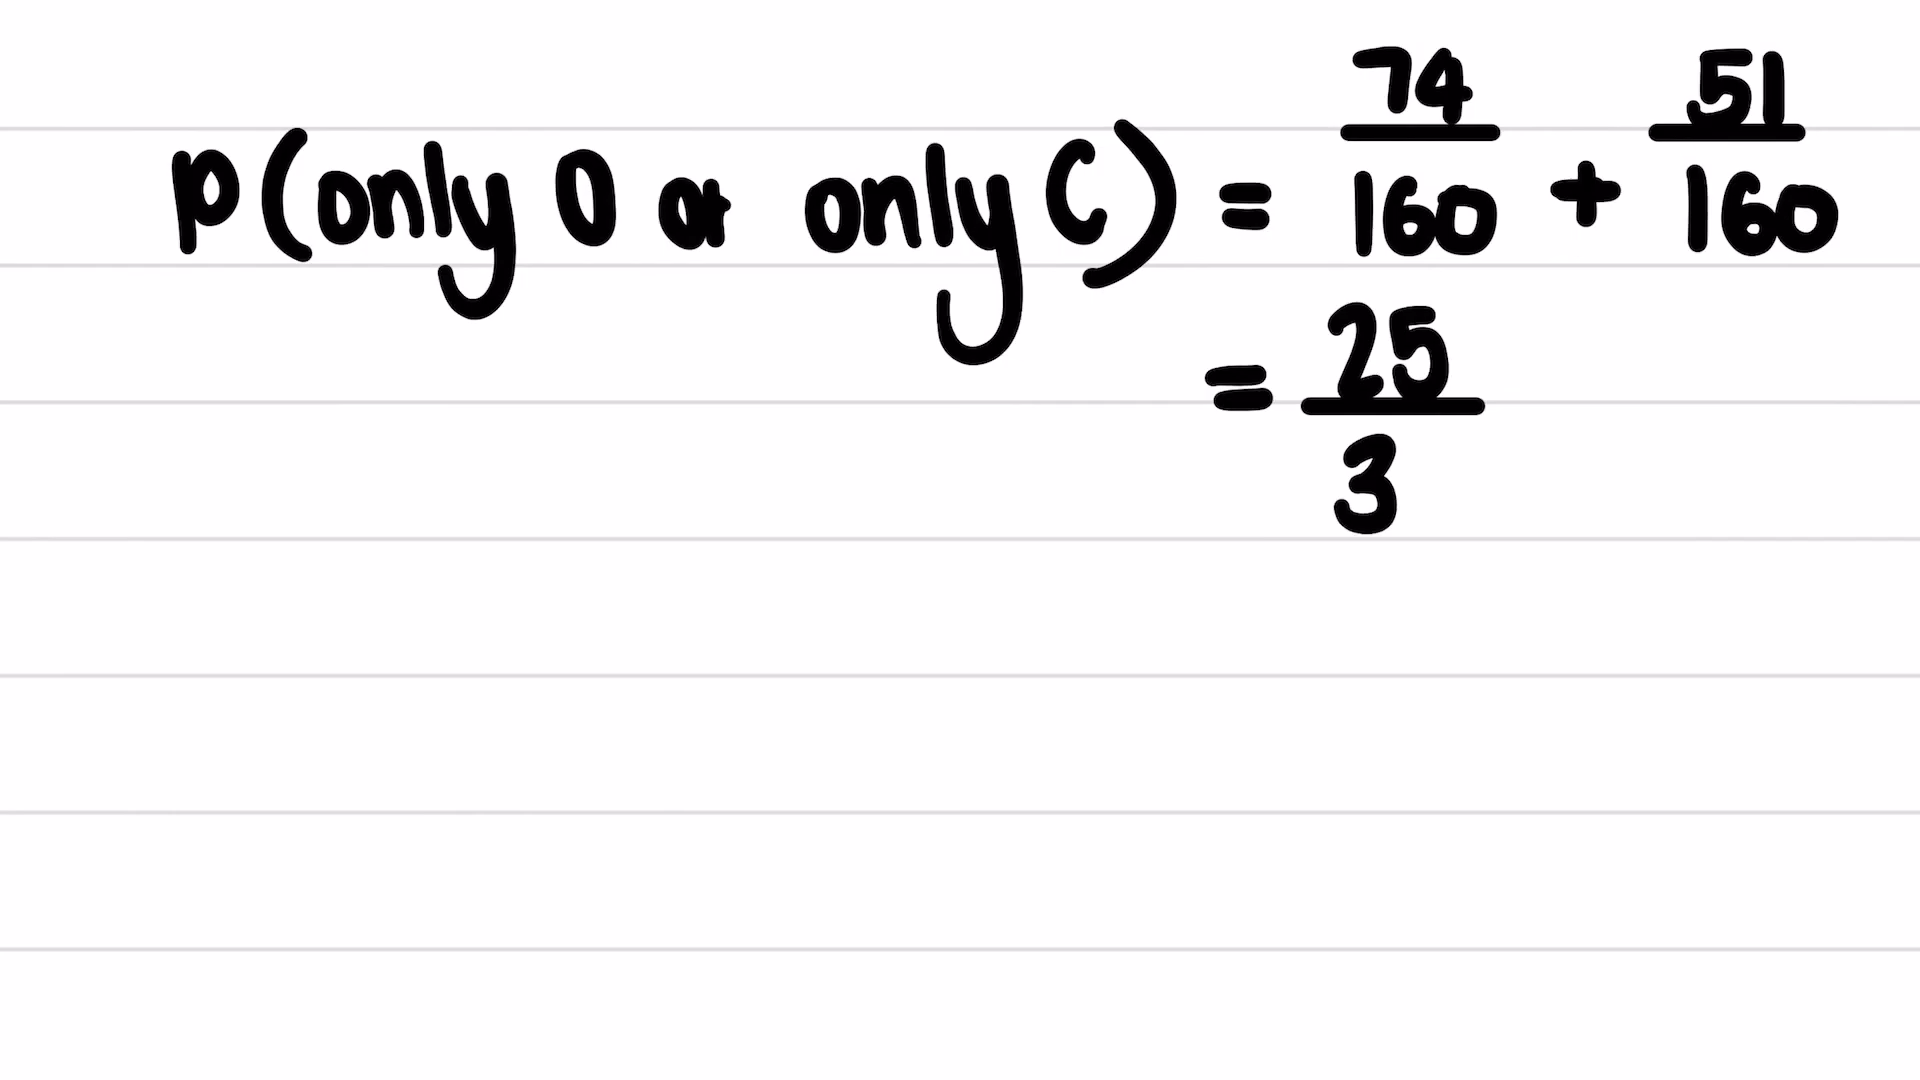 P(only O or only C) = 74/160 + 51/160
= 25/3